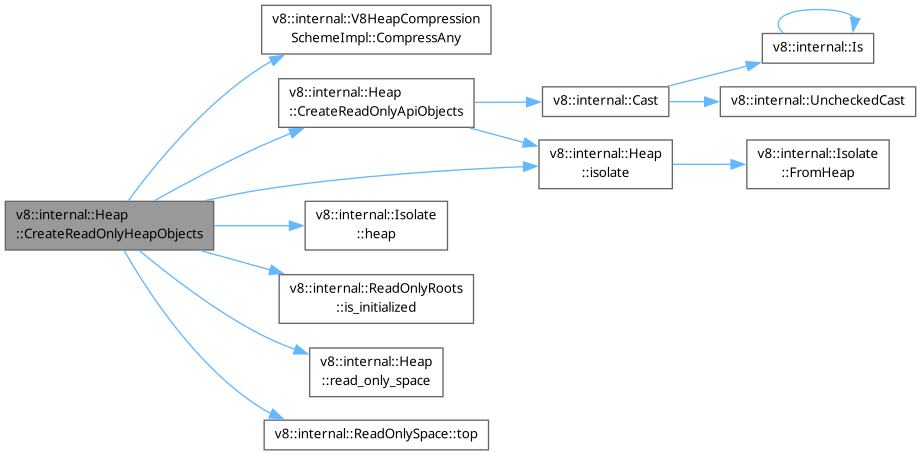 v8::internal::V8HeapCompression
SchemeImpl::CompressAny
v8::internal::Is
v8::internal::Heap
::CreateReadOnlyApiObjects
v8::internal::Cast
v8::internal::UncheckedCast
v8::internal::Heap
::isolate
v8::internal::Isolate
::FromHeap
v8::internal::Heap
::CreateReadOnlyHeapObjects
v8::internal::Isolate
::heap
v8::internal::ReadOnlyRoots
::is_initialized
v8::internal::Heap
::read_only_space
v8::internal::ReadOnlySpace::top